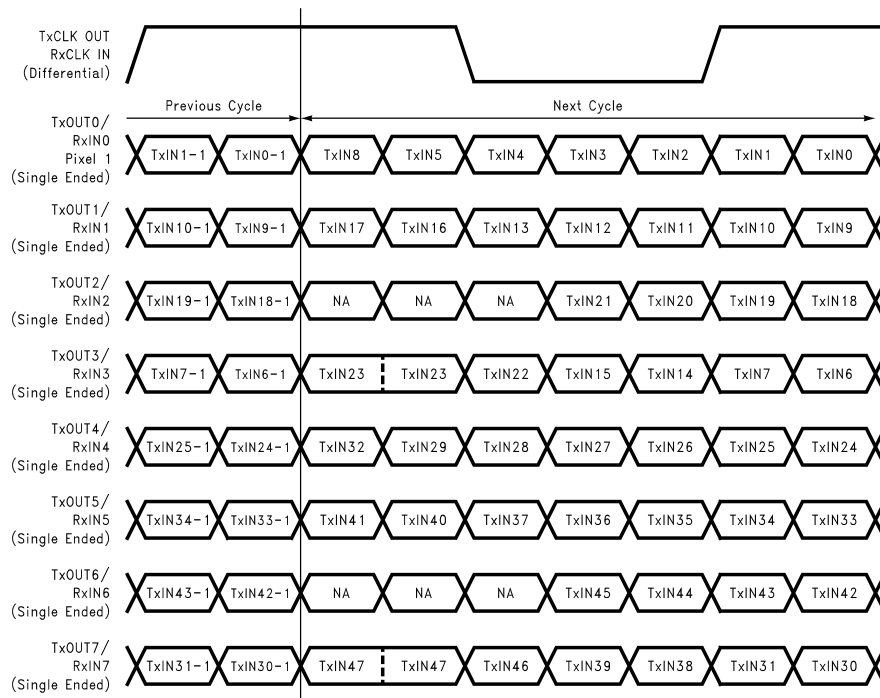 TxCLK OUT
RxCLK IN
(Differential)
Previous Cycle
Next Cycle
TxOUT0/
RxIN0
Pixel 1
(Single Ended)
TxIN1-1 TxIN0-1 TxIN8 TxIN5 TxIN4 TxIN3 TxIN2 TxIN1 TxIN0
TxOUT1/
RxIN1
(Single Ended)
TxIN10-1 TxIN9-1 TxIN17 TxIN16 TxIN13 TxIN12 TxIN11 TxIN10 TxIN9
TxOUT2/
RxIN2
(Single Ended)
TxIN19-1 TxIN18-1 NA NA NA TxIN21 TxIN20 TxIN19 TxIN18
TxOUT3/
RxIN3
(Single Ended)
TxIN7-1 TxIN6-1 TxIN23 TxIN23 TxIN22 TxIN15 TxIN14 TxIN7 TxIN6
TxOUT4/
RxIN4
(Single Ended)
TxIN25-1 TxIN24-1 TxIN32 TxIN29 TxIN28 TxIN27 TxIN26 TxIN25 TxIN24
TxOUT5/
RxIN5
(Single Ended)
TxIN34-1 TxIN33-1 TxIN41 TxIN40 TxIN37 TxIN36 TxIN35 TxIN34 TxIN33
TxOUT6/
RxIN6
(Single Ended)
TxIN43-1 TxIN42-1 NA NA NA TxIN45 TxIN44 TxIN43 TxIN42
TxOUT7/
RxIN7
(Single Ended)
TxIN31-1 TxIN30-1 TxIN47 TxIN47 TxIN46 TxIN39 TxIN38 TxIN31 TxIN30